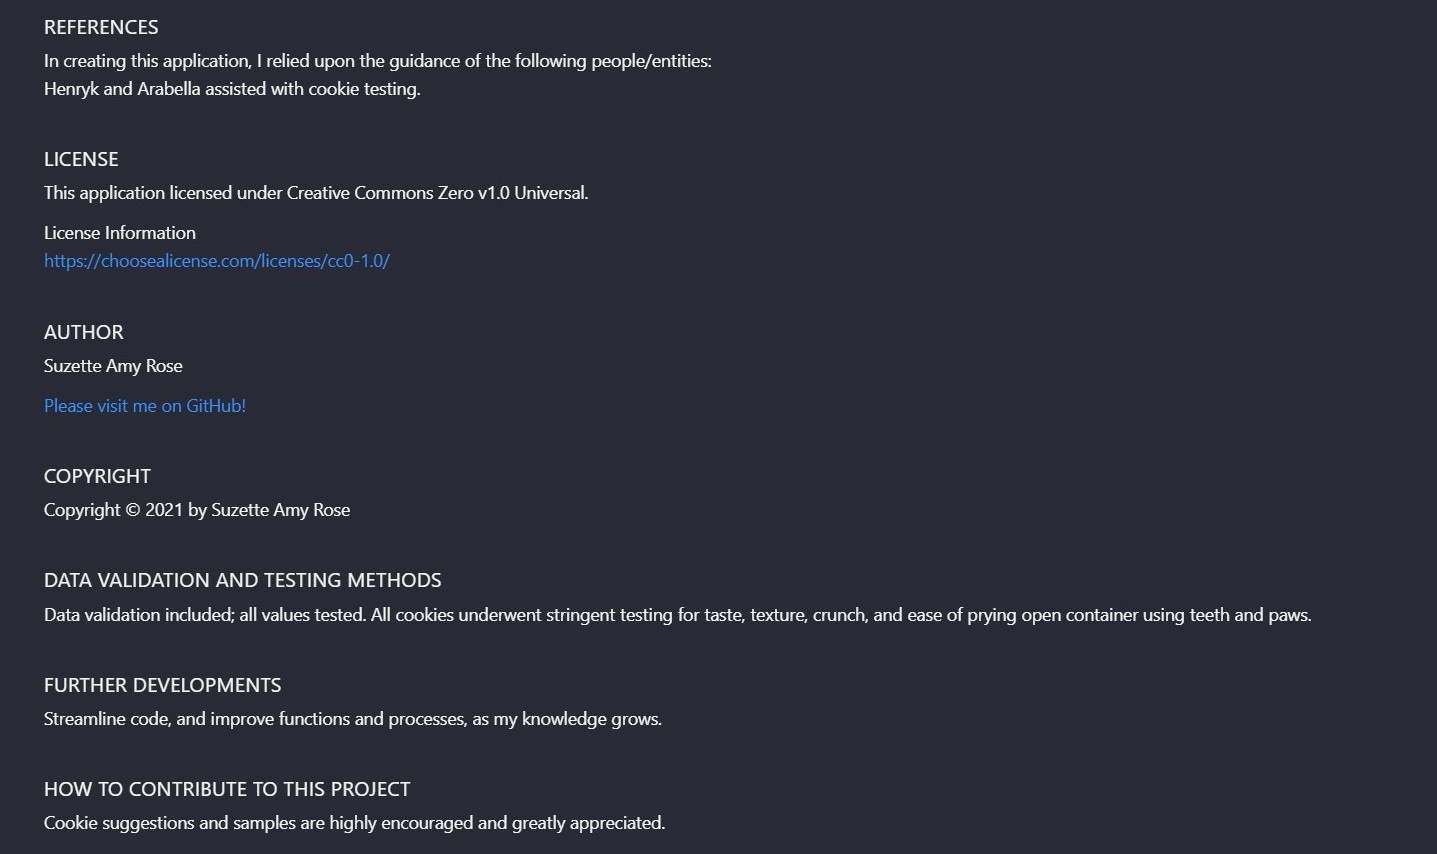 REFERENCES
In creating this application, I relied upon the guidance of the following people/entities:
Henryk and Arabella assisted with cookie testing.
LICENSE
This application licensed under Creative Commons Zero v1.0 Universal.
License Information
https://choosealicense.com/licenses/cc0-1.0/
AUTHOR
Suzette Amy Rose
Please visit me on GitHub!
COPYRIGHT
Copyright © 2021 by Suzette Amy Rose
DATA VALIDATION AND TESTING METHODS
Data validation included; all values tested. All cookies underwent stringent testing for taste, texture, crunch, and ease of prying open container using teeth and paws.
FURTHER DEVELOPMENTS
Streamline code, and improve functions and processes, as my knowledge grows.
HOW TO CONTRIBUTE TO THIS PROJECT
Cookie suggestions and samples are highly encouraged and greatly appreciated.